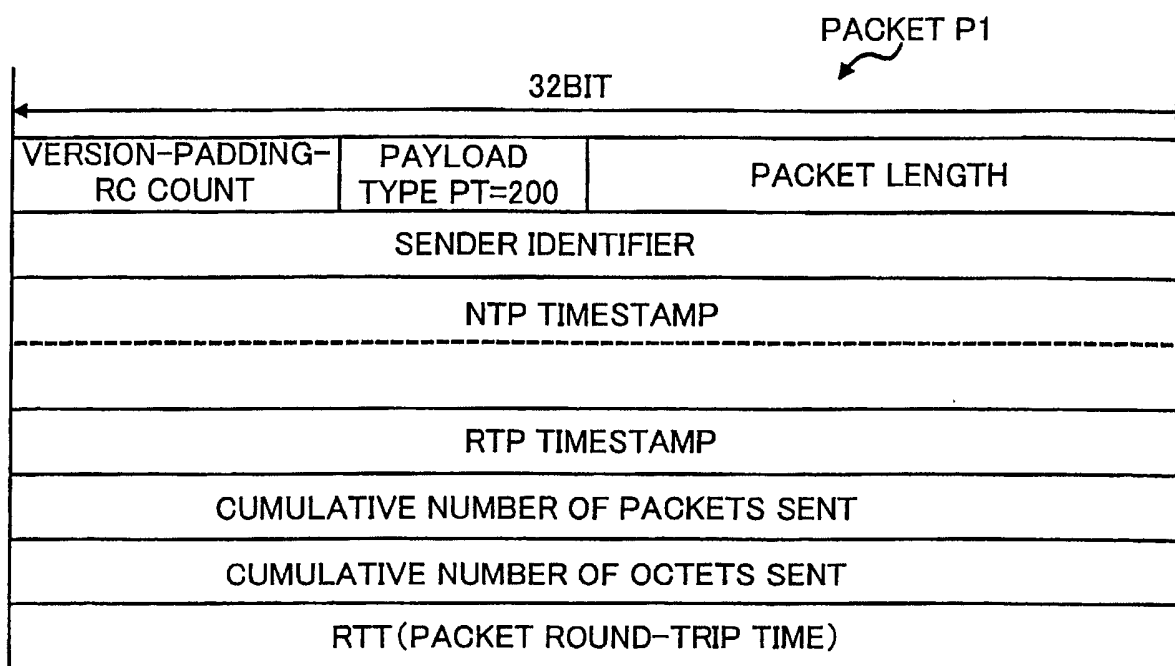 PACKET P1
32BIT
VERSION-PADDING-
RC COUNT
PAYLOAD
TYPE PT=200
PACKET LENGTH
SENDER IDENTIFIER
NTP TIMESTAMP
RTP TIMESTAMP
CUMULATIVE NUMBER OF PACKETS SENT
CUMULATIVE NUMBER OF OCTETS SENT
RTT(PACKET ROUND-TRIP TIME)